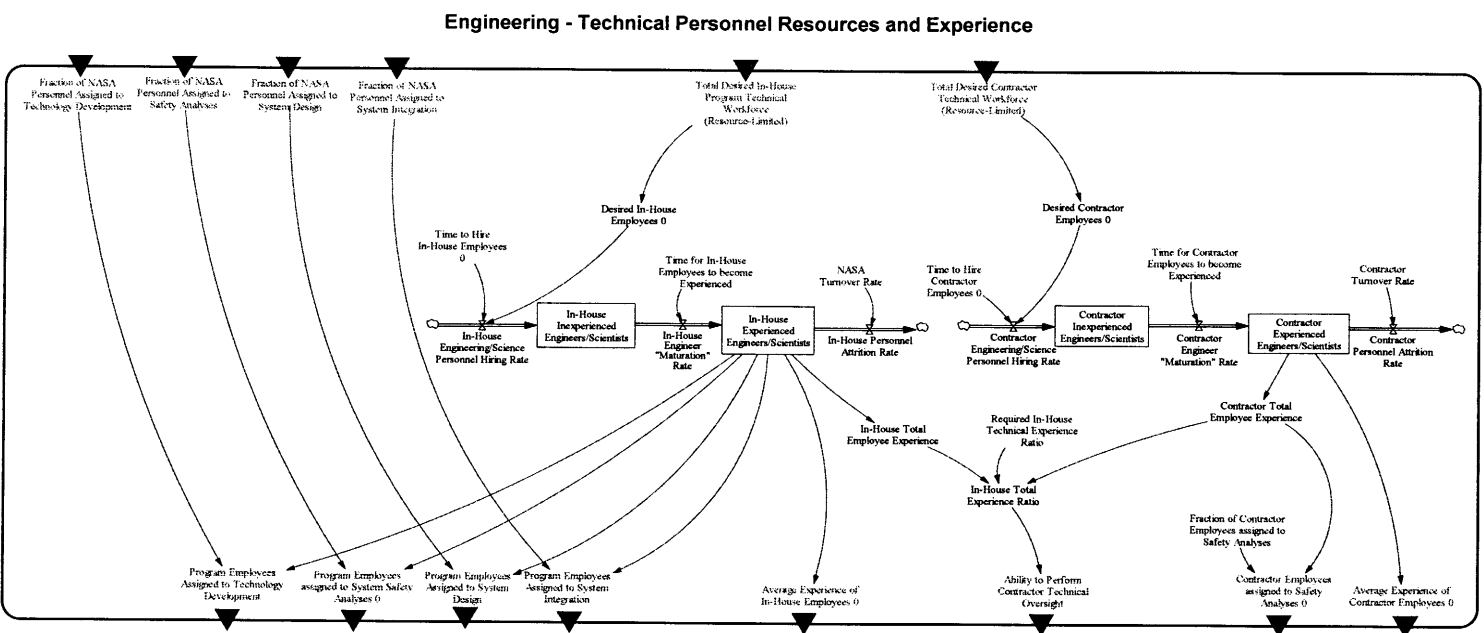 Engineering - Technical Personnel Resources and Experience
Fraction of NASA
Personnel Assigned to
Technology Development
Fraction of NASA
Personnel Assigned to
Safety Analyses
Fraction of NASA
Personnel Assigned to
System Design
Fraction of NASA
Personnel Assigned to
System Integration
Total Desired In-House
Program Technical
Workforce
(Resource-Limited)
Total Desired Contractor
Technical Workforce
(Resource-Limited)
Desired In-House
Employees 0
Desired Contractor
Employees 0
Time to Hire
In-House Employees
0
Time for In-House
Employees to become
Experienced
NASA
Turnover Rate
Time to Hire
Contractor
Employees 0
Time for Contractor
Employees to become
Experienced
Contractor
Turnover Rate
In-House
Engineering/Science
Personnel Hiring Rate
In-House
Inexperienced
Engineers/Scientists
In-House
Engineer
"Maturation"
Rate
In-House
Experienced
Engineers/Scientists
In-House Personnel
Attrition Rate
Contractor
Engineering/Science
Personnel Hiring Rate
Contractor
Inexperienced
Engineers/Scientists
Contractor
Engineer
"Maturation" Rate
Contractor
Experienced
Engineers/Scientists
Contractor
Personnel Attrition
Rate
In-House Total
Employee Experience
Required In-House
Technical Experience
Ratio
Contractor Total
Employee Experience
In-House Total
Experience Ratio
Fraction of Contractor
Employees assigned to
Safety Analyses
Program Employees
Assigned to Technology
Development
Program Employees
assigned to System Safety
Analyses 0
Program Employees
Assigned to System
Design
Program Employees
Assigned to System
Integration
Average Experience of
In-House Employees 0
Ability to Perform
Contractor Technical
Oversight
Contractor Employees
assigned to Safety
Analyses 0
Average Experience of
Contractor Employees 0